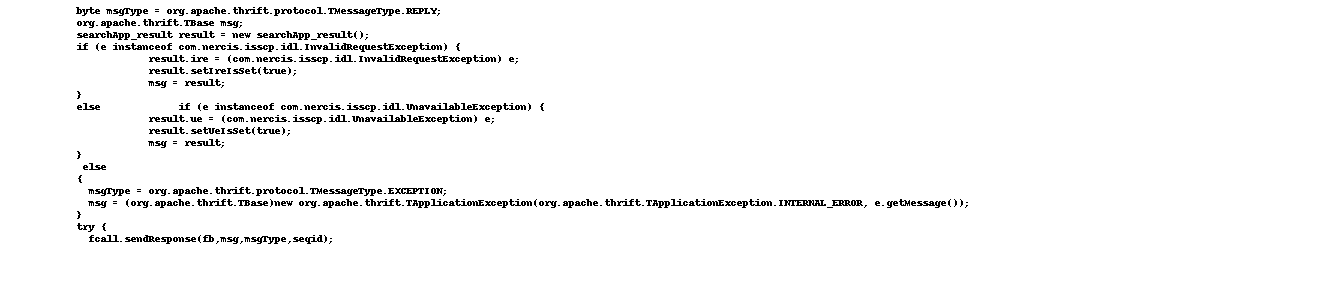 byte msgType = org.apache.thrift.protocol.TMessageType.REPLY;
org.apache.thrift.TBase msg;
searchApp_result result = new searchApp_result();
if (e instanceof com.nercis.isscp.idl.InvalidRequestException) {
result.ire = (com.nercis.isscp.idl.InvalidRequestException) e;
result.setIreIsSet(true);
msg = result;
}
else if (e instanceof com.nercis.isscp.idl.UnavailableException) {
result.ue = (com.nercis.isscp.idl.UnavailableException) e;
result.setUeIsSet(true);
msg = result;
}
else
{
msgType = org.apache.thrift.protocol.TMessageType.EXCEPTION;
msg = (org.apache.thrift.TBase)new org.apache.thrift.TApplicationException(org.apache.thrift.TApplicationException.INTERNAL_ERROR, e.getMessage());
}
try {
fcall.sendResponse(fb,msg,msgType,seqid);